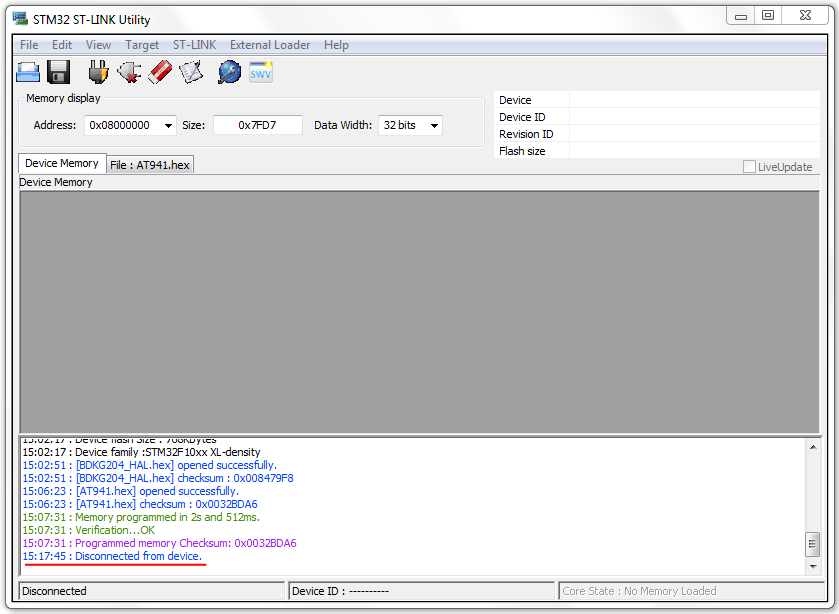 STM32 ST-LINK Utility
File Edit View Target ST-LINK External Loader Help
swv
Memory display
Address: 0x08000000 Size: 0x7FD7 Data Width: 32 bits
Device
Device ID
Revision ID
Flash size
Device Memory File : AT941.hex
LiveUpdate
Device Memory
15:02:17 : Device flash Size : 768KBytes
15:02:17 : Device family :STM32F10xx XL-density
15:02:51 : [BDKG204_HAL.hex] opened successfully.
15:02:51 : [BDKG204_HAL.hex] checksum : 0x008479F8
15:06:23 : [AT941.hex] opened successfully.
15:06:23 : [AT941.hex] checksum : 0x0032BDA6
15:07:31 : Memory programmed in 2s and 512ms.
15:07:31 : Verification...OK
15:07:31 : Programmed memory Checksum: 0x0032BDA6
15:17:45 : Disconnected from device.
Disconnected
Device ID : ----------
Core State : No Memory Loaded